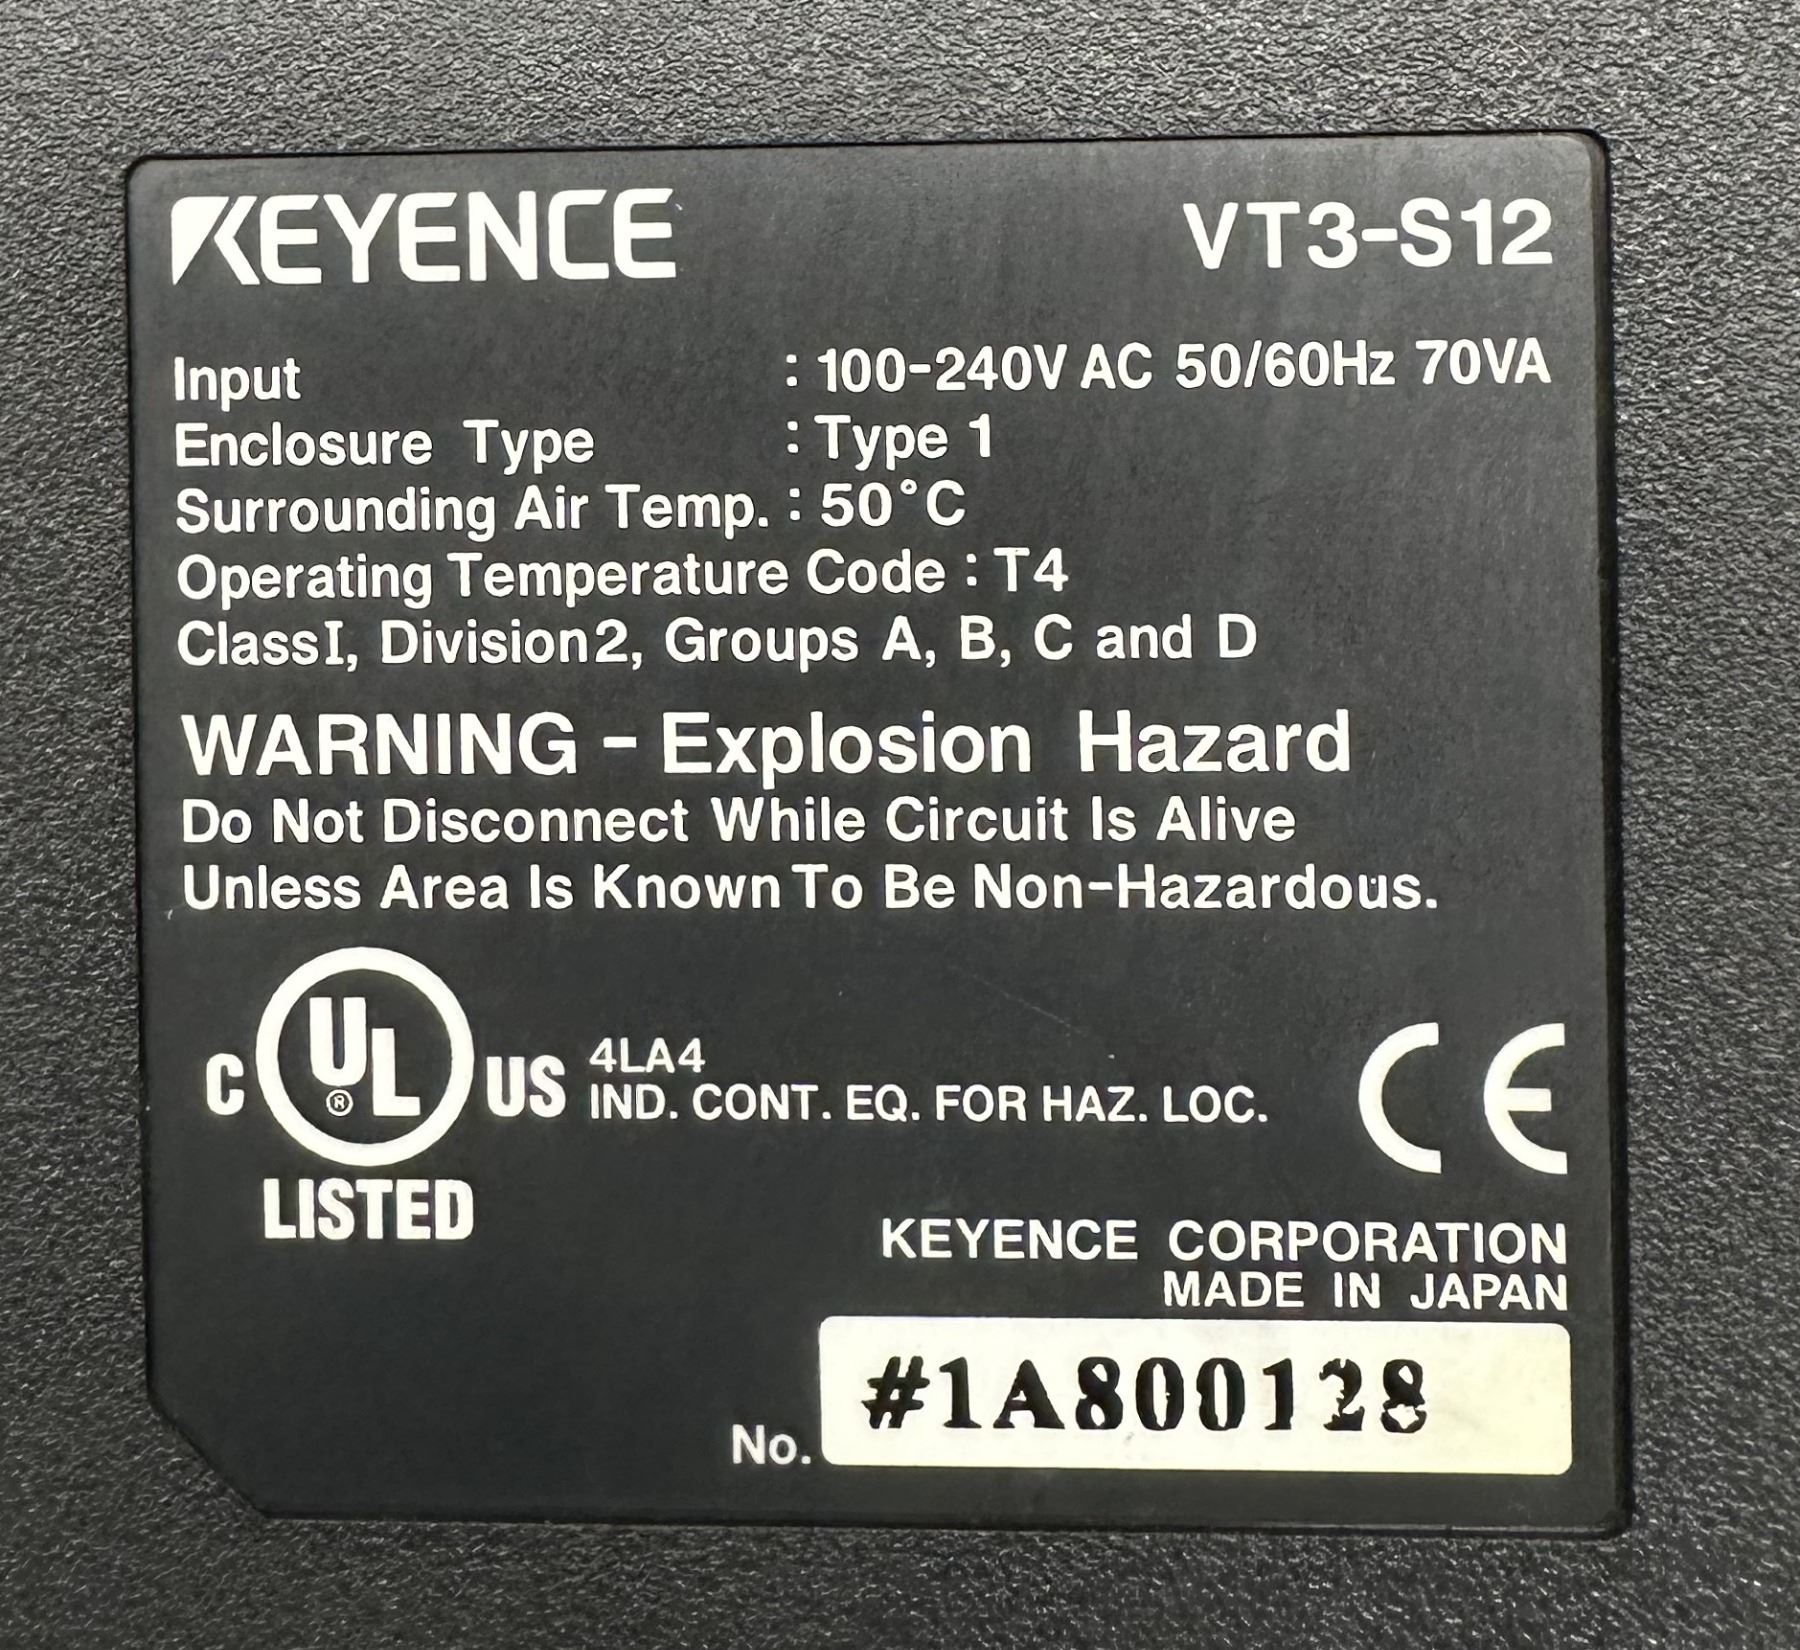 KEYENCE VT3-S12
Input : 100-240V AC 50/60Hz 70VA
Enclosure Type : Type 1
Surrounding Air Temp. : 50°C
Operating Temperature Code : T4
ClassI, Division2, Groups A, B, C and D
WARNING - Explosion Hazard
Do Not Disconnect While Circuit Is Alive
Unless Area Is Known To Be Non-Hazardous.
C UL ® US
LISTED
4LA4
IND. CONT. EQ. FOR HAZ. LOC.
CE
KEYENCE CORPORATION
MADE IN JAPAN
No. #1A800128